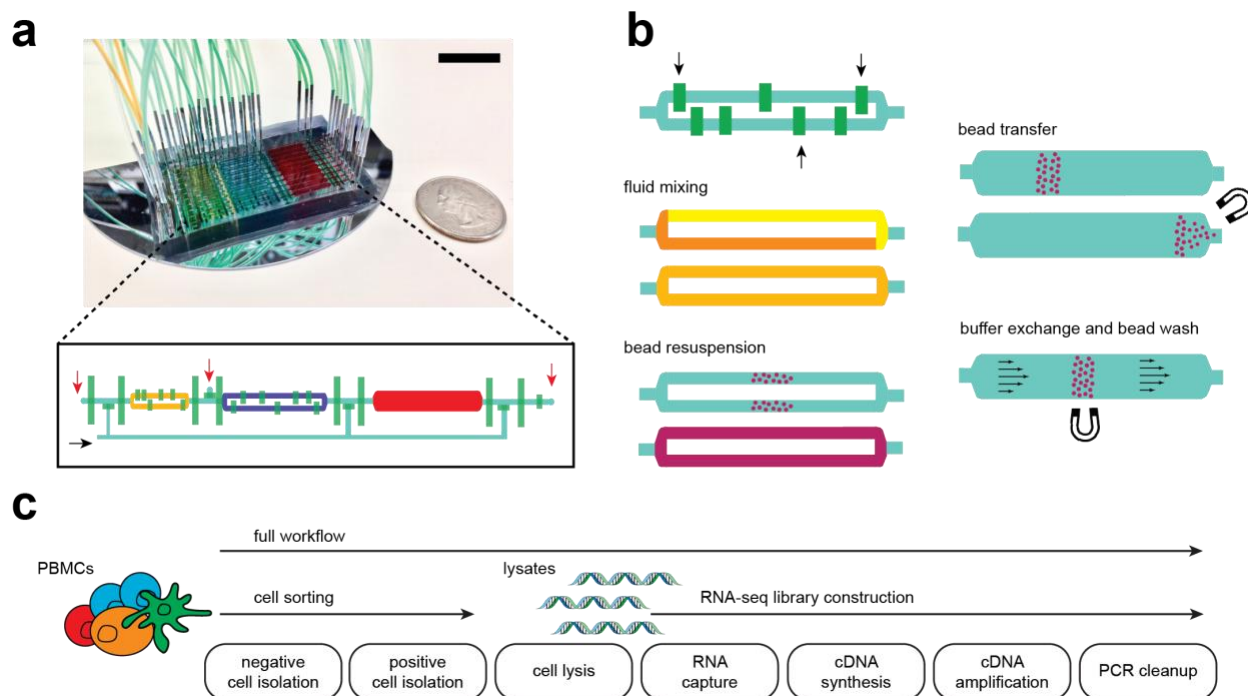 a
b
fluid mixing
bead resuspension
bead transfer
buffer exchange and bead wash
c
full workflow
PBMCs
cell sorting
lysates
RNA-seq library construction
negative
cell isolation
positive
cell isolation
cell lysis
RNA
capture
cDNA
synthesis
cDNA
amplification
PCR cleanup